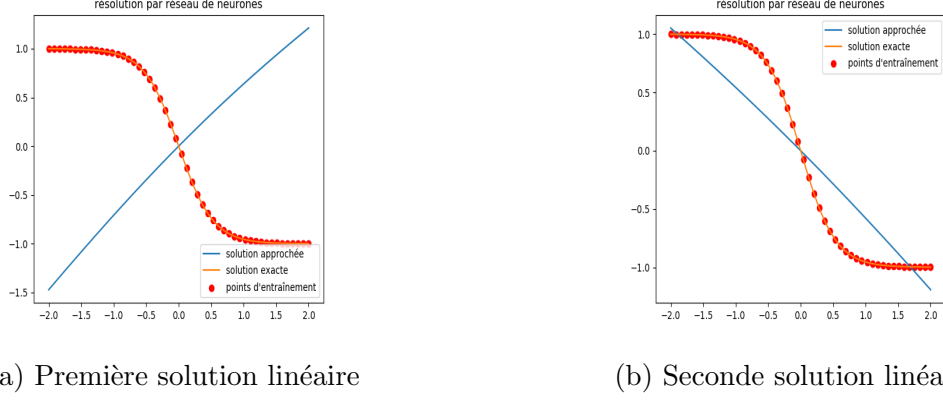 résolution par réseau de neurones
1.0
0.5
0.0
−0.5
−1.0
−1.5
−2.0 −1.5 −1.0 −0.5 0.0 0.5 1.0 1.5 2.0
solution approchée
solution exacte
points d'entraînement
a) Première solution linéaire
résolution par réseau de neurones
1.0
0.5
0.0
−0.5
−1.0
−2.0 −1.5 −1.0 −0.5 0.0 0.5 1.0 1.5 2.0
solution approchée
solution exacte
points d'entraînement
(b) Seconde solution linéa